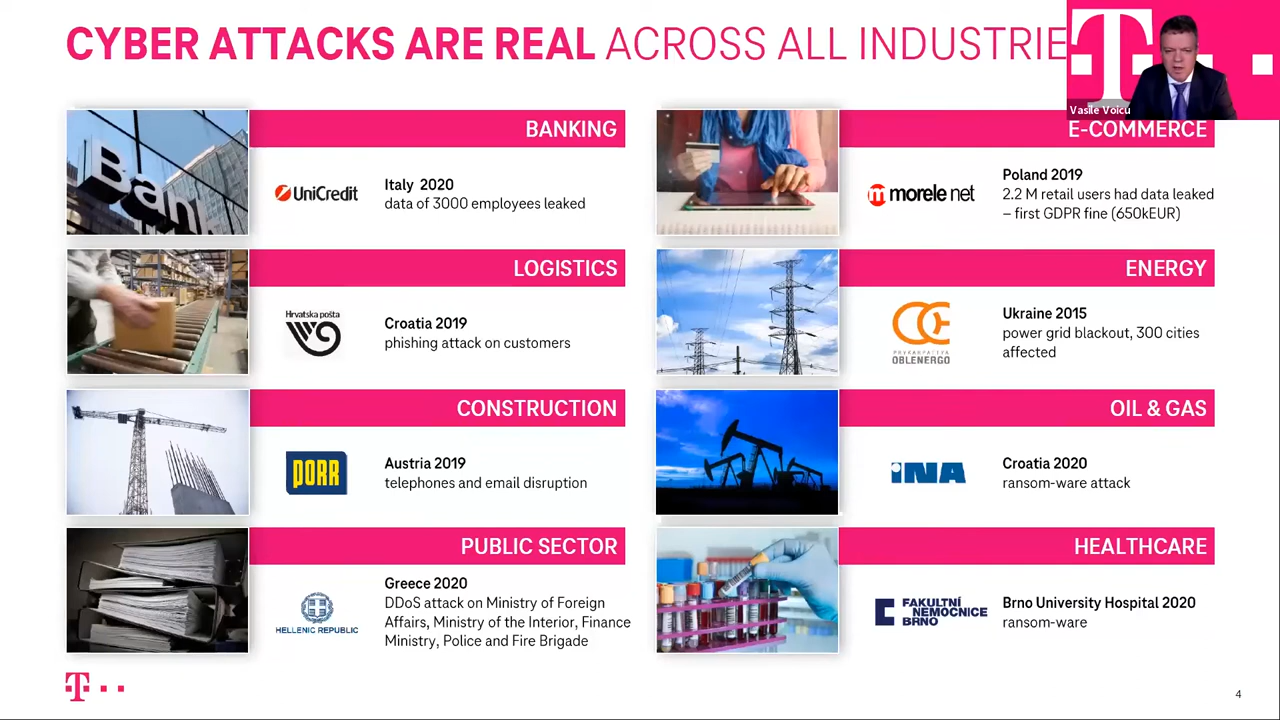 CYBER ATTACKS ARE REAL ACROSS ALL INDUSTRIE
Vasile Voicu
BANKING
Ban
UniCredit
Italy 2020
data of 3000 employees leaked
E-COMMERCE
morele net
Poland 2019
2.2 M retail users had data leaked
– first GDPR fine (650kEUR)
LOGISTICS
Hrvatska pošta
Croatia 2019
phishing attack on customers
ENERGY
PRYKARPATTYA
OBLENERGO
Ukraine 2015
power grid blackout, 300 cities
affected
CONSTRUCTION
PORR
Austria 2019
telephones and email disruption
OIL & GAS
INA
Croatia 2020
ransom-ware attack
PUBLIC SECTOR
HELLENIC REPUBLIC
Greece 2020
DDoS attack on Ministry of Foreign
Affairs, Ministry of the Interior, Finance
Ministry, Police and Fire Brigade
HEALTHCARE
FAKULTNÍ
NEMOCNICE
BRNO
Brno University Hospital 2020
ransom-ware
T
4